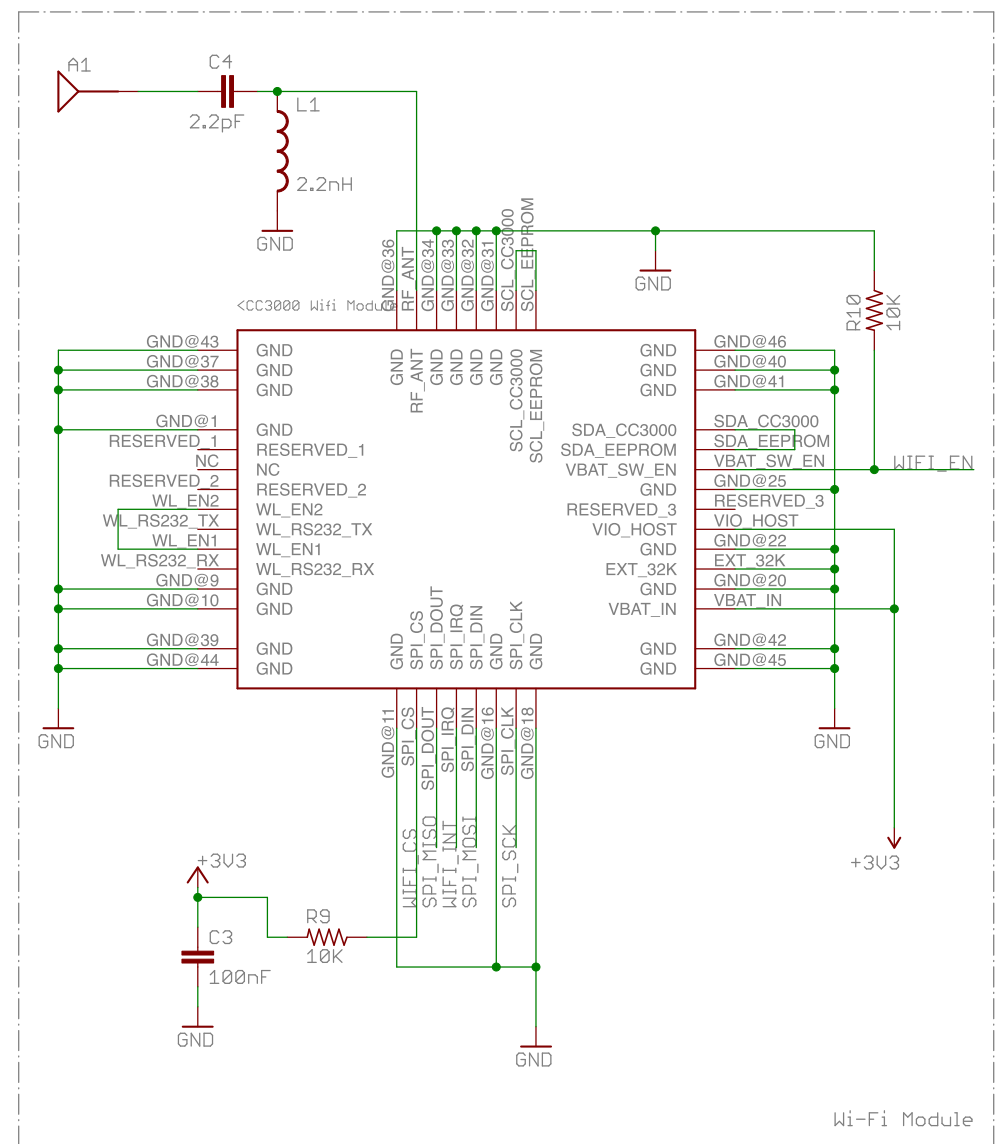 A1
C4
2.2pF
L1
2.2nH
GND
GND@36
RF_ANT
GND@34
GND@33
GND@32
GND@31
SCL_CC3000
SCL_EEPROM
GND
R10
10K
<CC3000 Wifi Module
GND
RF_ANT
GND
GND
GND
GND
SCL_CC3000
SCL_EEPROM
GND@43 GND
GND@37 GND
GND@38 GND
GND@1 GND
RESERVED_1 RESERVED_1
NC NC
RESERVED_2 RESERVED_2
WL_EN2 WL_EN2
WL_RS232_TX WL_RS232_TX
WL_EN1 WL_EN1
WL_RS232_RX WL_RS232_RX
GND@9 GND
GND@10 GND
GND@39 GND
GND@44 GND
GND
GND GND@46
GND GND@40
GND GND@41
SDA_CC3000 SDA_CC3000
SDA_EEPROM SDA_EEPROM
VBAT_SW_EN VBAT_SW_EN WIFI_EN
GND GND@25
RESERVED_3 RESERVED_3
VIO_HOST VIO_HOST
GND GND@22
EXT_32K EXT_32K
GND GND@20
VBAT_IN VBAT_IN
GND GND@42
GND GND@45
GND
+3V3
GND
SPI_CS
SPI_DOUT
SPI_IRQ
SPI_DIN
GND
SPI_CLK
GND
GND@11
SPI_CS
SPI_DOUT
SPI_IRQ
SPI_DIN
GND@16
SPI_CLK
GND@18
WIFI_CS
SPI_MISO
WIFI_INT
SPI_MOSI
SPI_SCK
+3V3
R9
10K
C3
100nF
GND
GND
Wi-Fi Module